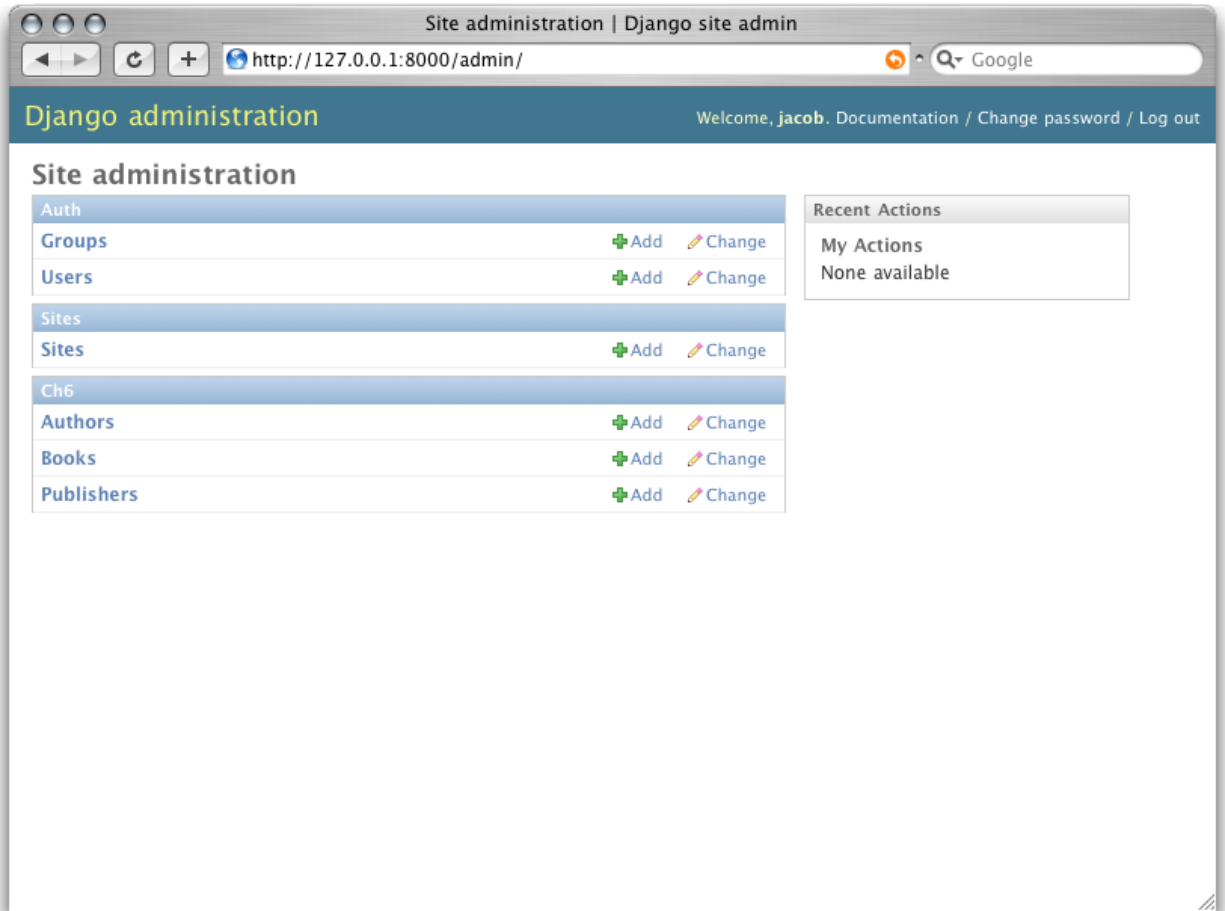 Site administration | Django site admin
http://127.0.0.1:8000/admin/
Google
Django administration
Welcome, jacob. Documentation / Change password / Log out
Site administration
Auth
Groups Add Change
Users Add Change
Sites
Sites Add Change
Ch6
Authors Add Change
Books Add Change
Publishers Add Change
Recent Actions
My Actions
None available